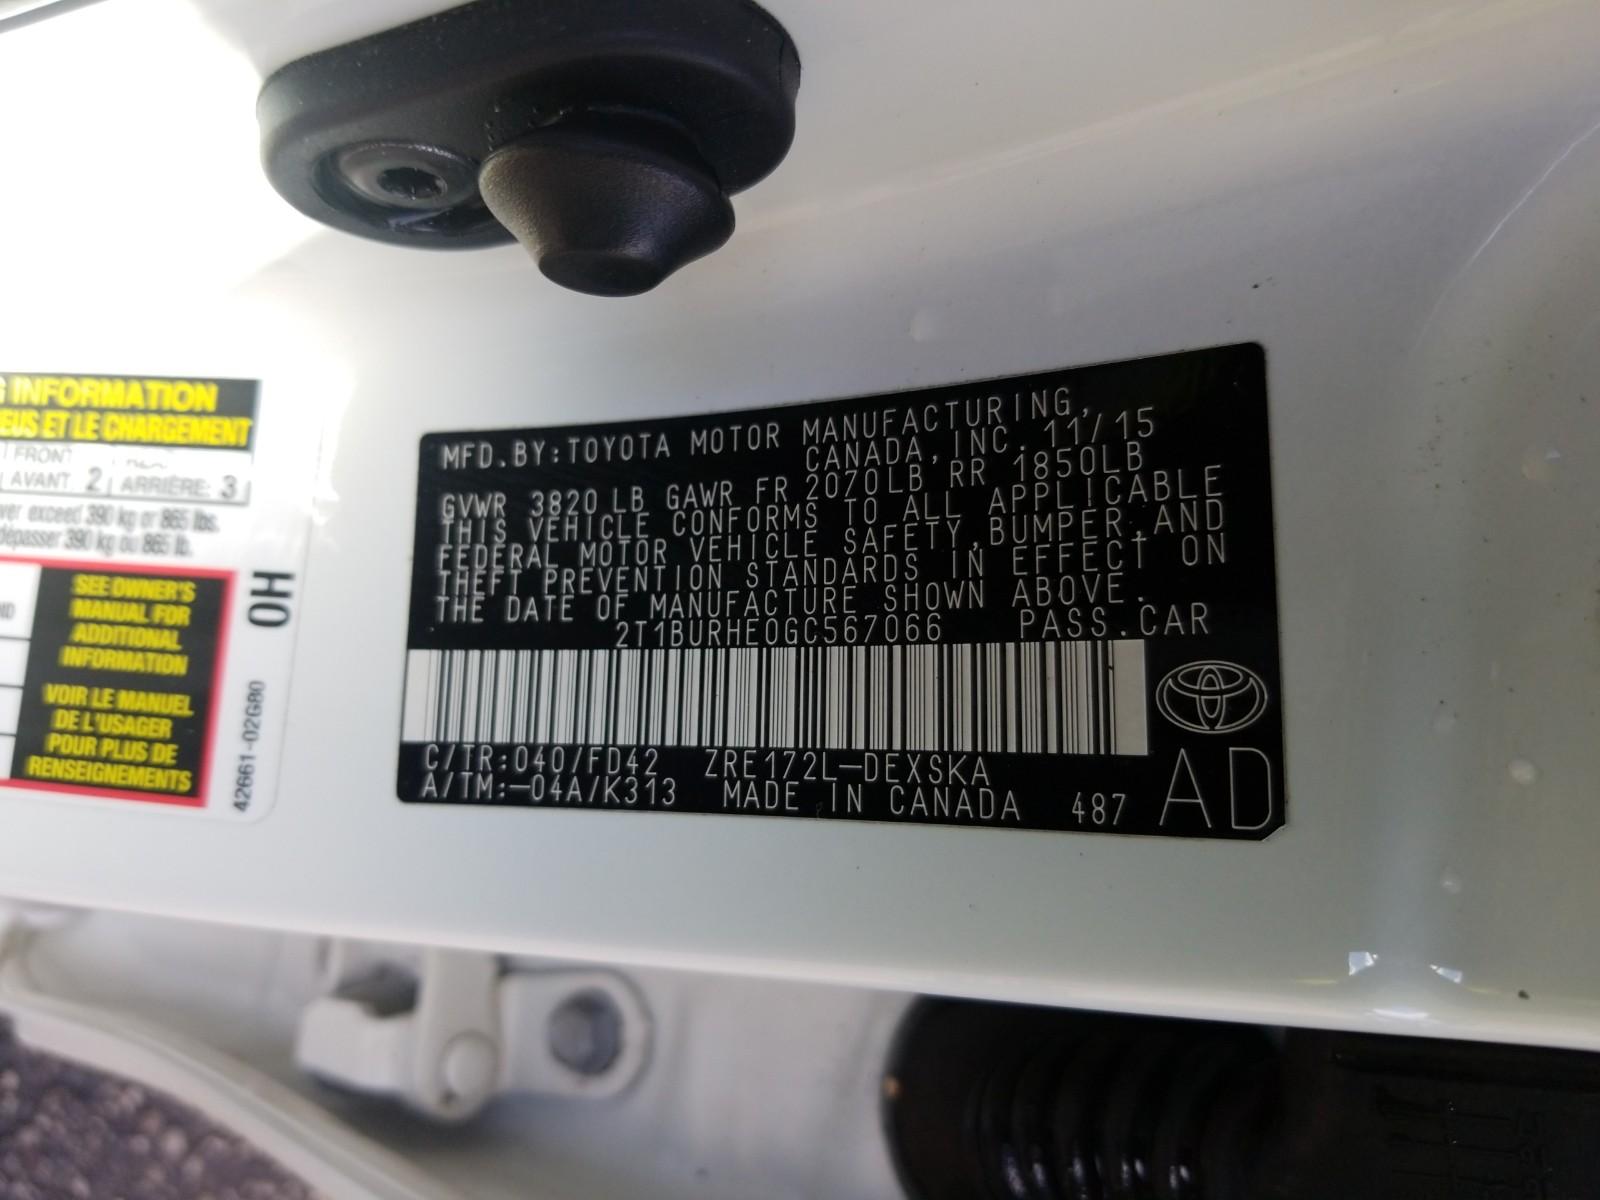 G INFORMATION
EUS ET LE CHARGEMENT
FRONT
AVANT 2 ARRIÈRE: 3
ver exceed 390 kg or 865 lbs.
dépasser 390 kg ou 865 lb.
SEE OWNER'S
MANUAL FOR
ADDITIONAL
INFORMATION
VOIR LE MANUEL
DE L'USAGER
POUR PLUS DE
RENSEIGNEMENTS
0H
42661-02G80
MFD.BY:TOYOTA MOTOR MANUFACTURING,
CANADA,INC. 11/15
GVWR 3820 LB GAWR FR 2070LB RR 1850LB
THIS VEHICLE CONFORMS TO ALL APPLICABLE
FEDERAL MOTOR VEHICLE SAFETY,BUMPER,AND
THEFT PREVENTION STANDARDS IN EFFECT ON
THE DATE OF MANUFACTURE SHOWN ABOVE.
2T1BURHE0GC567066 PASS.CAR
C/TR:040/FD42 ZRE172L-DEXSKA
A/TM:-04A/K313 MADE IN CANADA 487 AD